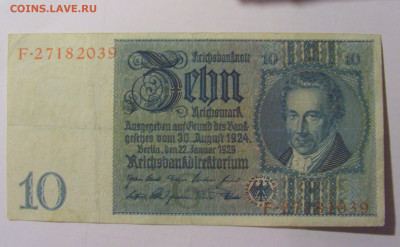 COINS.LAVE.RU
F·27182039
Reichsbanknote
10
10
Zehn
Reichsmark
Ausgegeben auf Grund des Bank-
gesetzes vom 30. August 1924
Berlin, den 22. Januar 1929
Reichsbankdirektorium
10
F·27182039